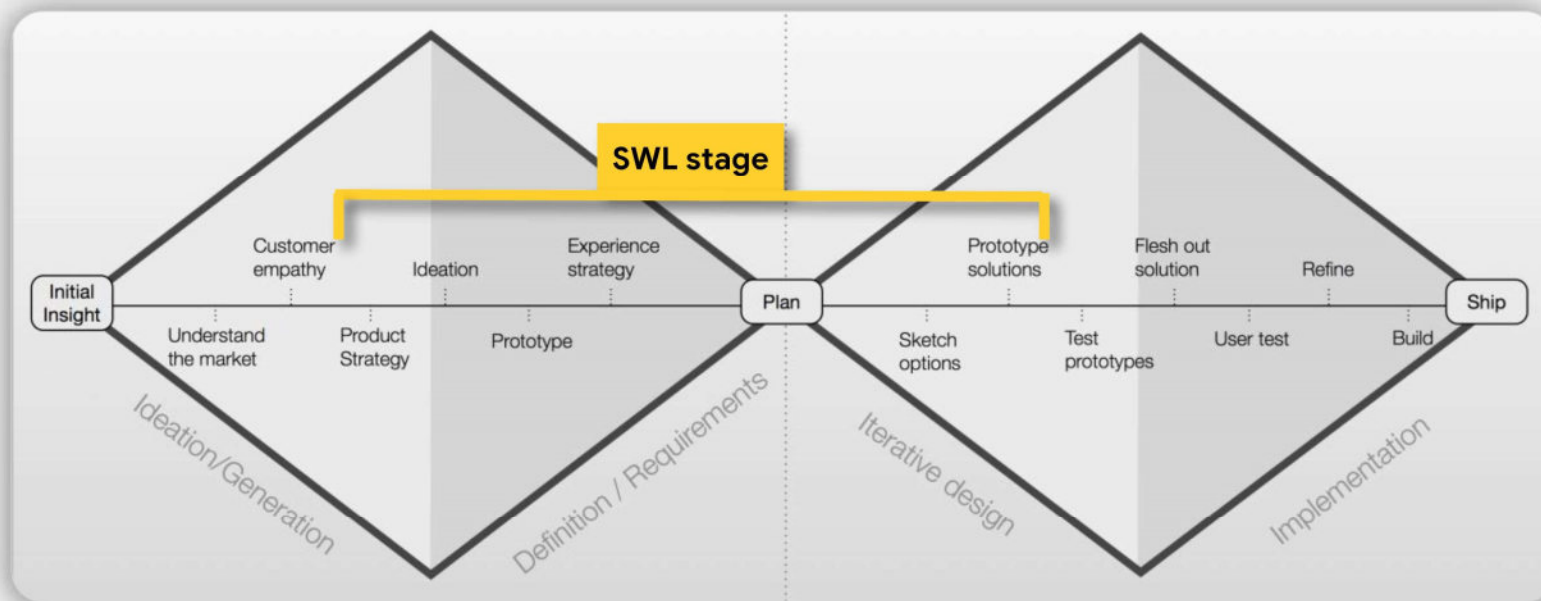 SWL stage
Customer
empathy
Ideation
Experience
strategy
Prototype
solutions
Flesh out
solution
Refine
Initial
Insight
Plan
Ship
Understand
the market
Product
Strategy
Prototype
Sketch
options
Test
prototypes
User test
Build
Ideation/Generation
Definition / Requirements
Iterative design
Implementation